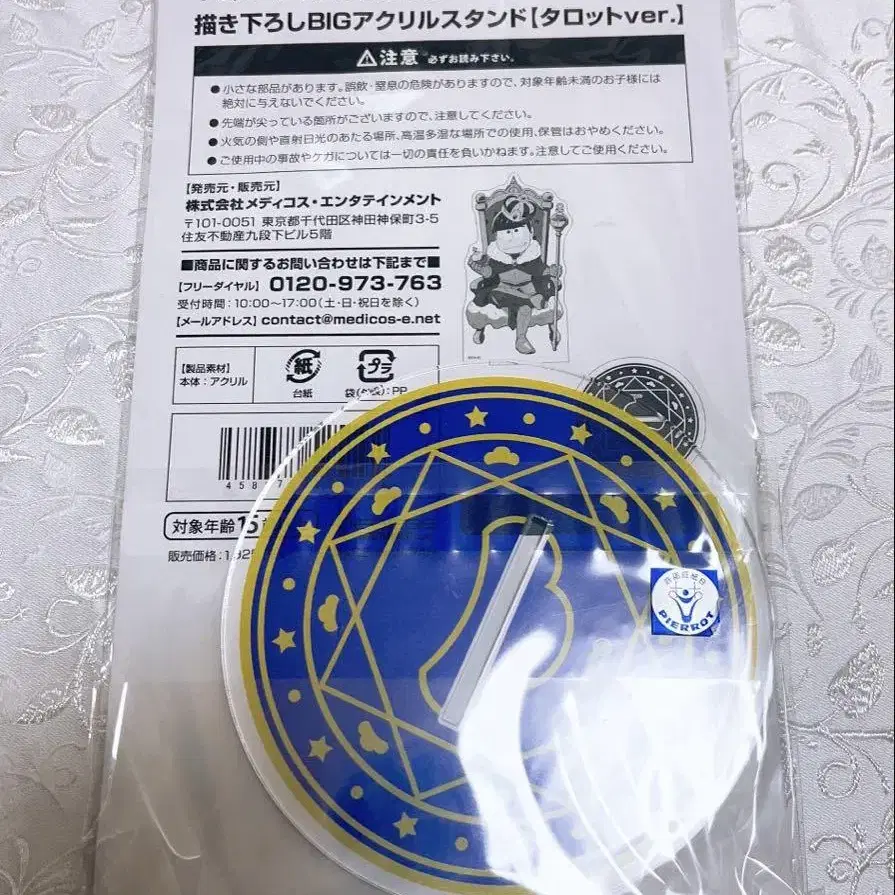 描き下ろしBIGアクリルスタンド【タロットver.】
注意 必ずお読み下さい。
●小さな部品があります。誤飲・窒息の危険がありますので、対象年齢未満のお子様には
絶対に与えないでください。
●先端が尖っている箇所がございますので、注意してください。
●火気の側や直射日光のあたる場所、高温多湿な場所での使用、保管はおやめください。
●ご使用中の事故やケガについては一切の責任を負いかねます。注意してご使用ください。
【発売元・販売元】
株式会社メディコス・エンタテインメント
〒101-0051 東京都千代田区神田神保町3-5
住友不動産九段下ビル5階
■商品に関するお問い合わせは下記まで■
【フリーダイヤル】 0120-973-763
受付時間:10:00～17:00(土・日・祝日を除く)
【メールアドレス】 contact@medicos-e.net
【製品素材】
本体:アクリル
紙
台紙
プラ
袋(タグ袋):PP
458
対象年齢15
販売価格:1,925
PIERROT